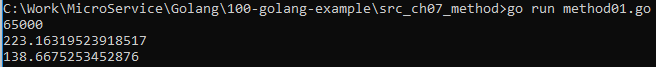 C:\Work\MicroService\Golang\100-golang-example\src_ch07_method>go run method01.go
65000
223.16319523918517
138.6675253452876